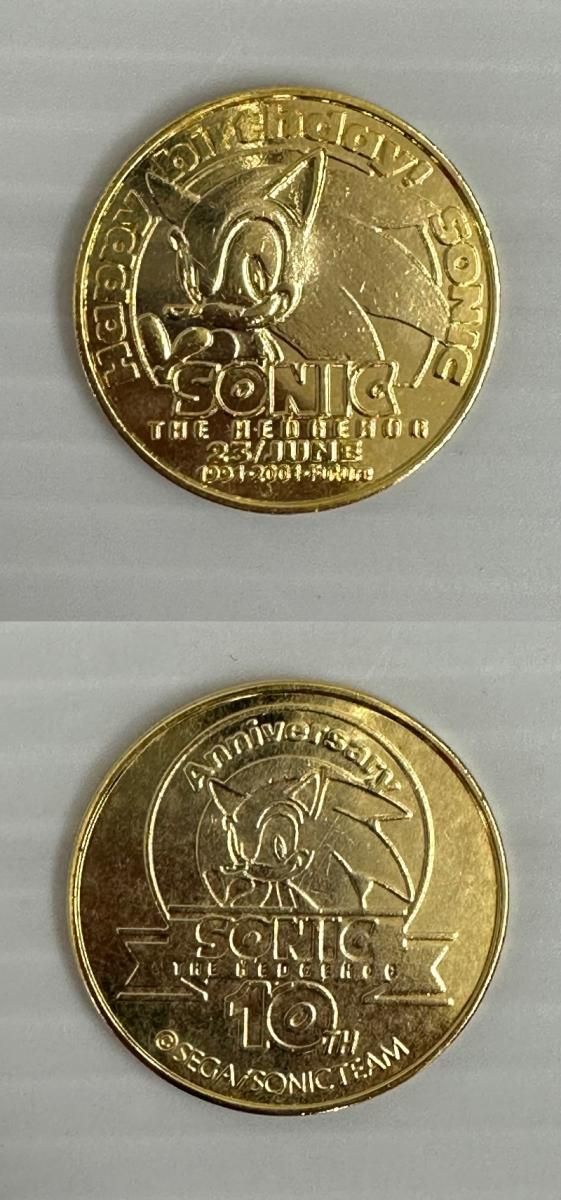 Happy birthday! SONIC
SONIC
THE HEDGEHOG
23/JUNE
1991-2001-Future
Anniversary
SONIC
THE HEDGEHOG
10TH
©SEGA/SONICTEAM